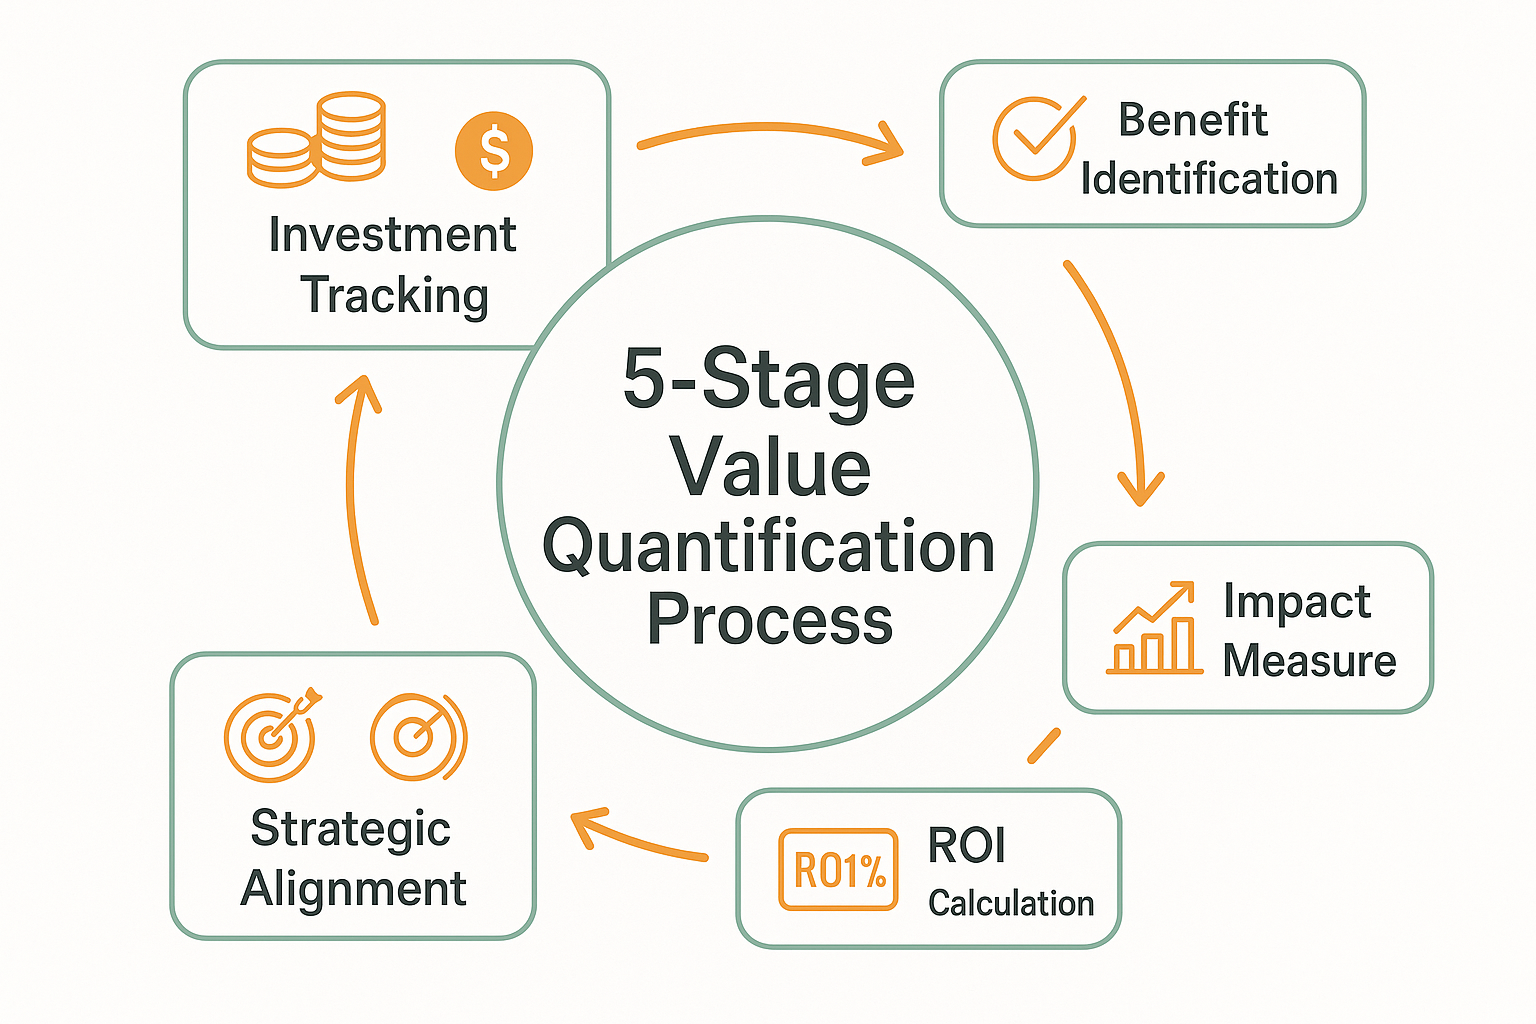 $
Investment
Tracking
Benefit
Identification
5-Stage
Value
Quantification
Process
Impact
Measure
RO1%
ROI
Calculation
Strategic
Alignment